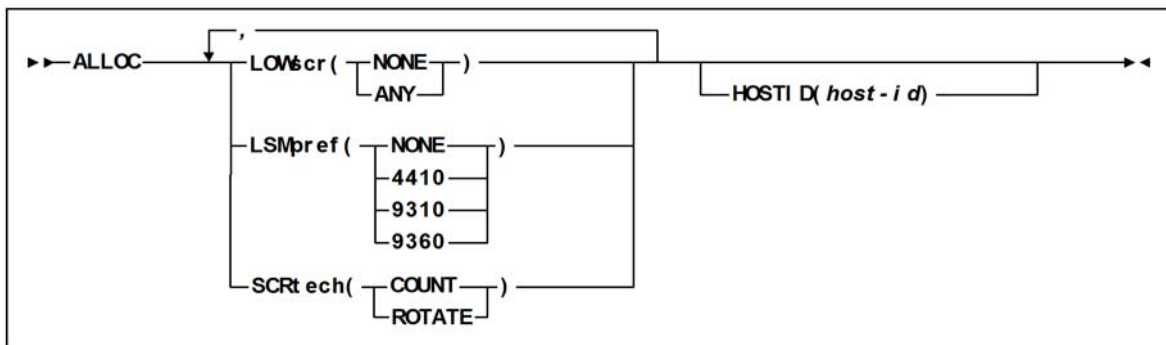 ,
ALLOC LOWscr( NONE ) HOSTID(host-id)
ANY
LSMpref( NONE )
4410
9310
9360
SCRtech( COUNT )
ROTATE